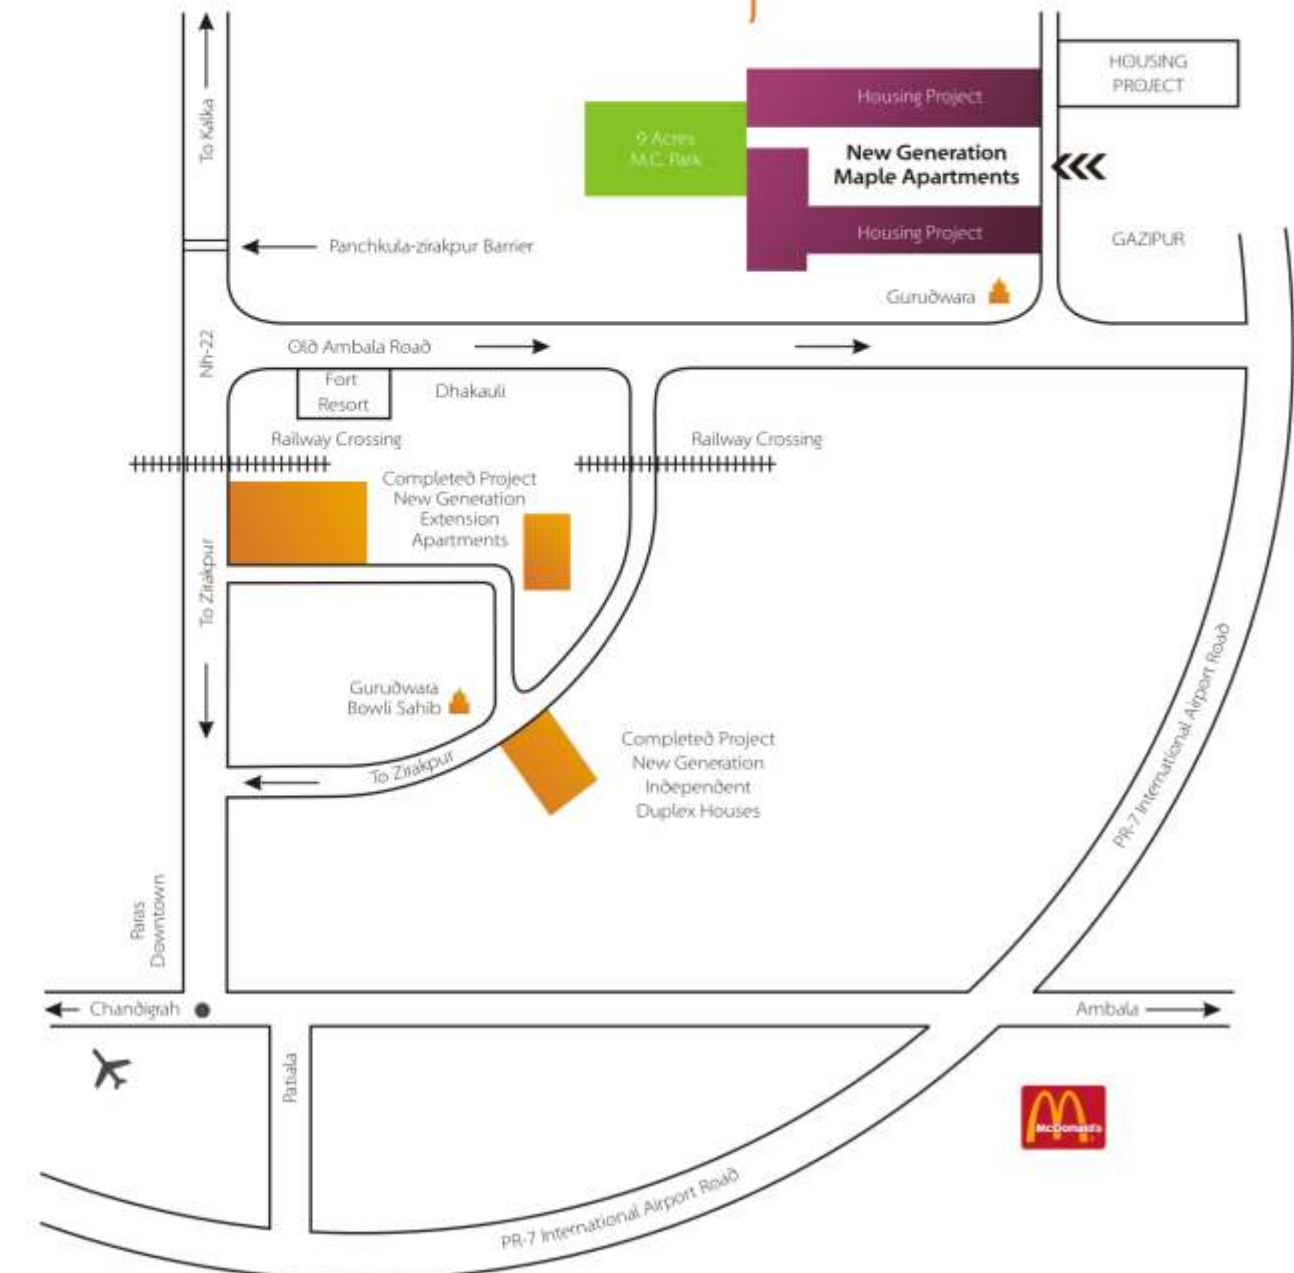 HOUSING
PROJECT
To Kalka
Housing Project
9 Acres
M.C. Park
New Generation
Maple Apartments
Housing Project
GAZIPUR
Panchkula-zirakpur Barrier
Gurudwara
Nh-22
Old Ambala Road
Fort
Resort
Dhakauli
Railway Crossing
Railway Crossing
Completed Project
New Generation
Extension
Apartments
To Zirakpur
Gurudwara
Bowli Sahib
To Zirakpur
Completed Project
New Generation
Independent
Duplex Houses
PR-7 International Airport Road
Paras
Downtown
Chandigrah
Ambala
Patiala
McDonald's
PR-7 International Airport Road